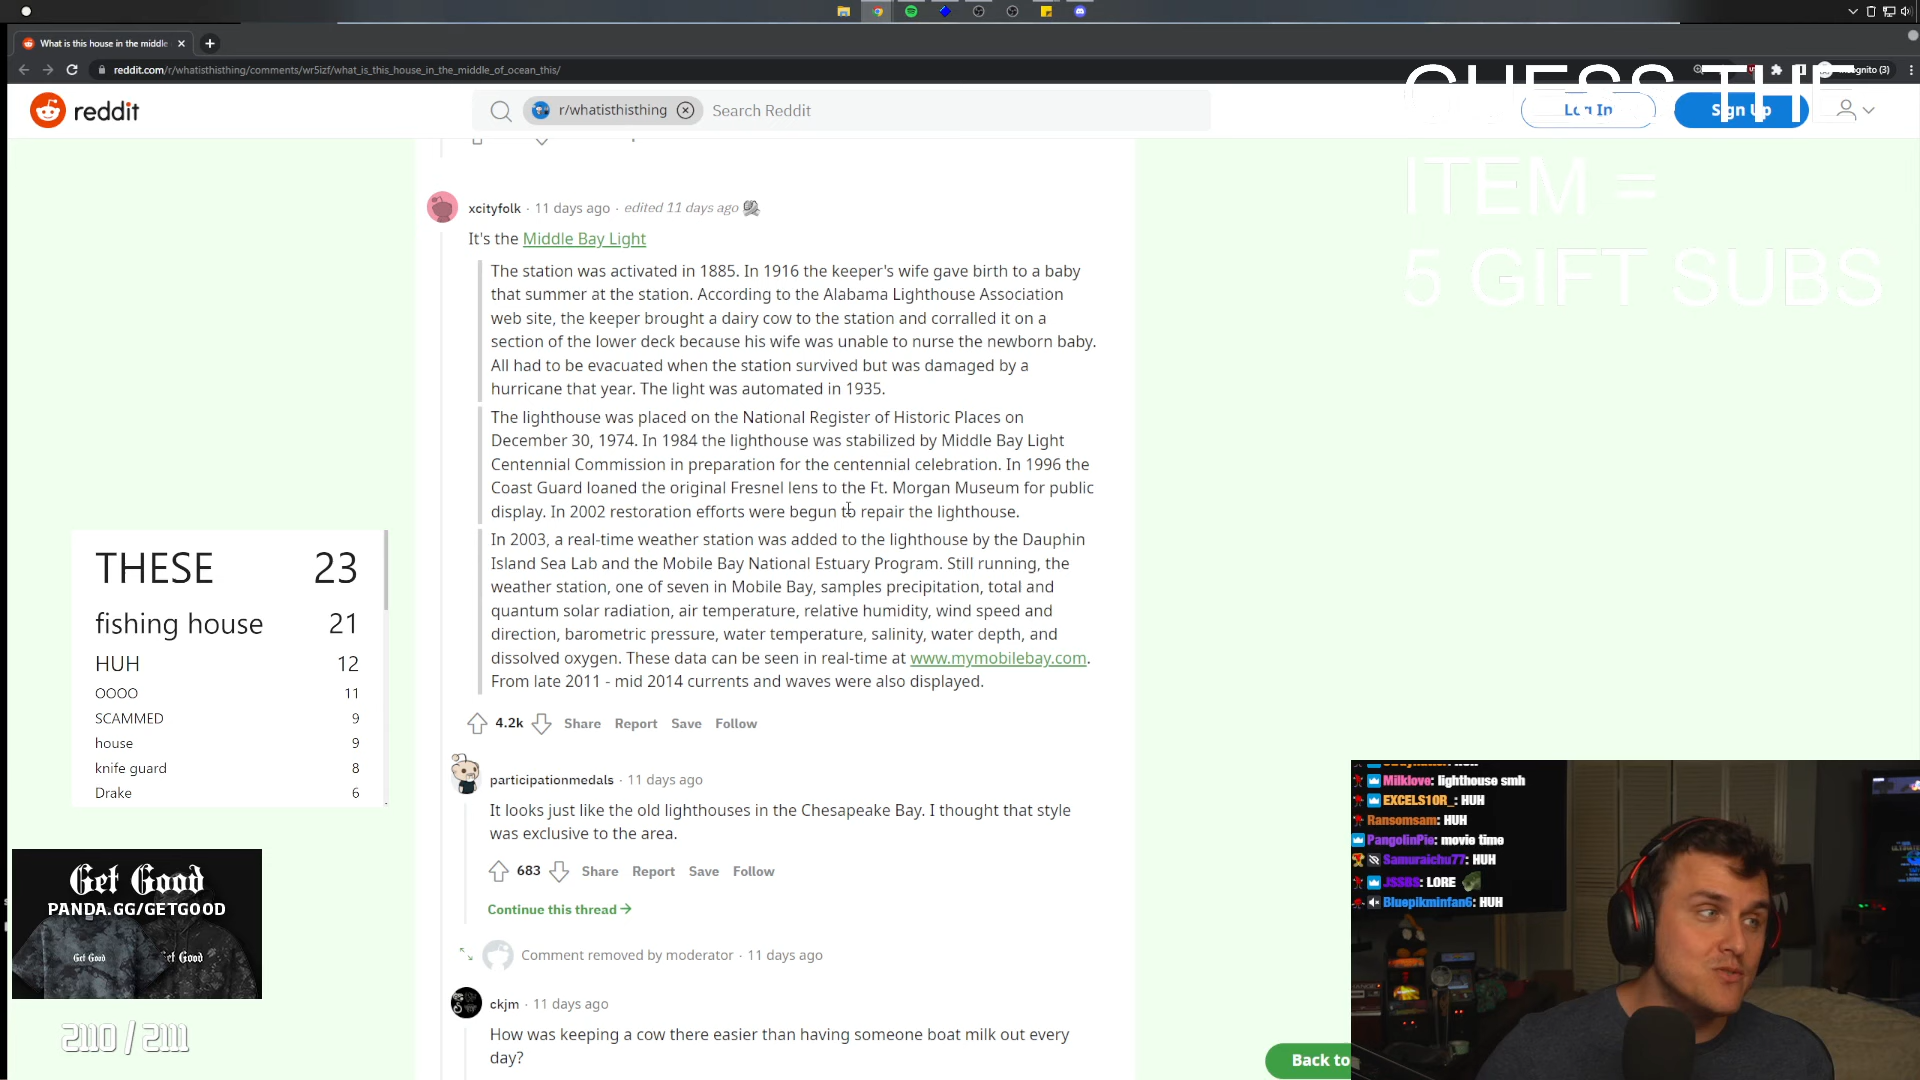 What is this house in the middle
reddit.com/r/whatisthisthing/comments/wr5izf/what_is_this_house_in_the_middle_of_ocean_this/
Incognito (3)
reddit
r/whatisthisthing
Search Reddit
Log In
Sign Up
GUESS THE
ITEM =
5 GIFT SUBS
xcityfolk · 11 days ago · edited 11 days ago
It's the Middle Bay Light
The station was activated in 1885. In 1916 the keeper's wife gave birth to a baby
that summer at the station. According to the Alabama Lighthouse Association
web site, the keeper brought a dairy cow to the station and corralled it on a
section of the lower deck because his wife was unable to nurse the newborn baby.
All had to be evacuated when the station survived but was damaged by a
hurricane that year. The light was automated in 1935.
The lighthouse was placed on the National Register of Historic Places on
December 30, 1974. In 1984 the lighthouse was stabilized by Middle Bay Light
Centennial Commission in preparation for the centennial celebration. In 1996 the
Coast Guard loaned the original Fresnel lens to the Ft. Morgan Museum for public
display. In 2002 restoration efforts were begun to repair the lighthouse.
In 2003, a real-time weather station was added to the lighthouse by the Dauphin
Island Sea Lab and the Mobile Bay National Estuary Program. Still running, the
weather station, one of seven in Mobile Bay, samples precipitation, total and
quantum solar radiation, air temperature, relative humidity, wind speed and
direction, barometric pressure, water temperature, salinity, water depth, and
dissolved oxygen. These data can be seen in real-time at www.mymobilebay.com.
From late 2011 - mid 2014 currents and waves were also displayed.
4.2k Share Report Save Follow
participationmedals · 11 days ago
It looks just like the old lighthouses in the Chesapeake Bay. I thought that style
was exclusive to the area.
683 Share Report Save Follow
Continue this thread →
Comment removed by moderator · 11 days ago
ckjm · 11 days ago
How was keeping a cow there easier than having someone boat milk out every
day?
Back to
THESE 23
fishing house 21
HUH 12
OOOO 11
SCAMMED 9
house 9
knife guard 8
Drake 6
Get Good
PANDA.GG/GETGOOD
Get Good
Get Good
2110 / 2111
Milklove: lighthouse smh
EXCELS1OR_: HUH
Ransomsam: HUH
PangolinPie: movie time
Samuraichu77: HUH
JSSBS: LORE
Bluepikminfan6: HUH